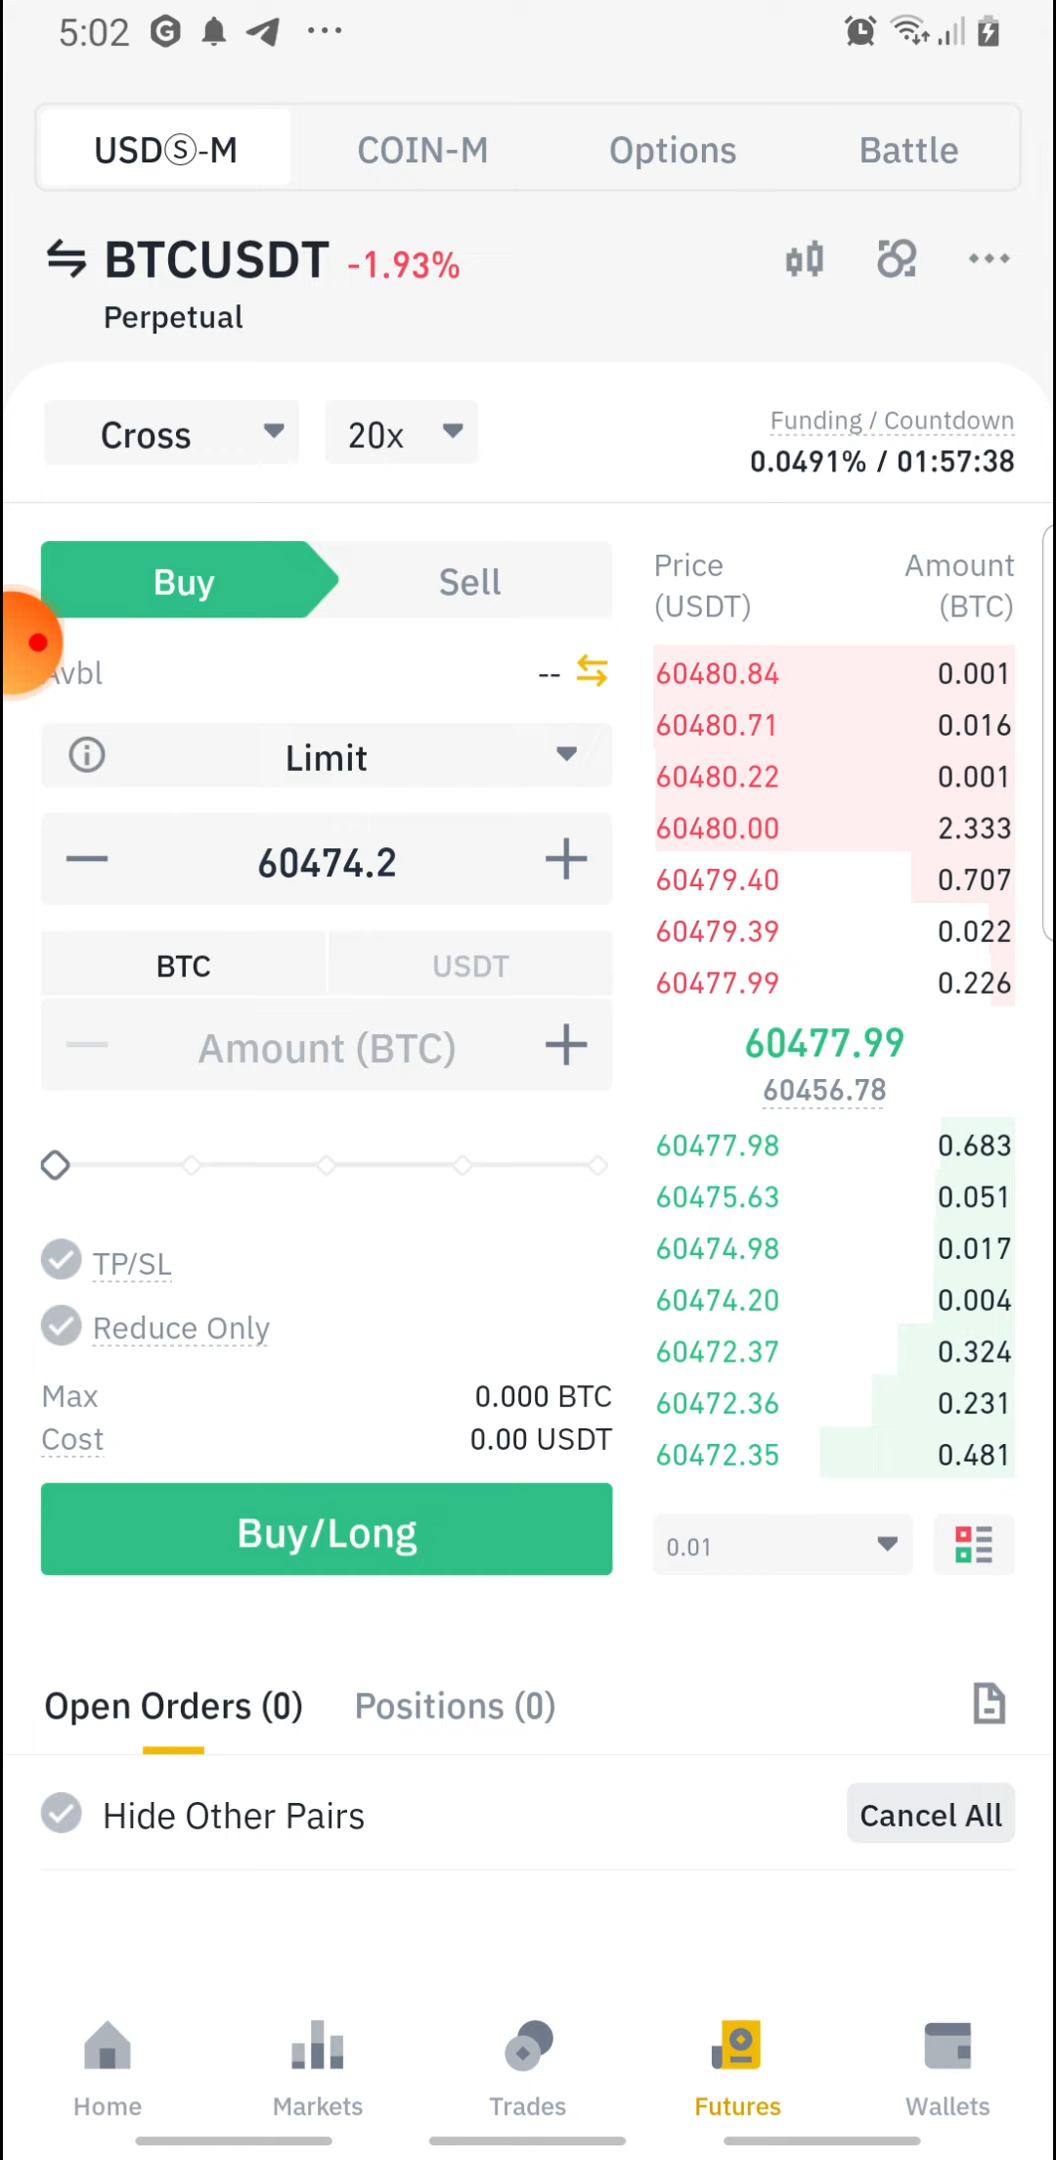 5:02
USDⓈ-M COIN-M Options Battle
BTCUSDT -1.93%
Perpetual
Cross 20x
Funding / Countdown
0.0491% / 01:57:38
Buy Sell
Avbl --
Limit
60474.2
BTC USDT
Amount (BTC)
TP/SL
Reduce Only
Max 0.000 BTC
Cost 0.00 USDT
Buy/Long
Price Amount
(USDT) (BTC)
60480.84 0.001
60480.71 0.016
60480.22 0.001
60480.00 2.333
60479.40 0.707
60479.39 0.022
60477.99 0.226
60477.99
60456.78
60477.98 0.683
60475.63 0.051
60474.98 0.017
60474.20 0.004
60472.37 0.324
60472.36 0.231
60472.35 0.481
0.01
Open Orders (0) Positions (0)
Hide Other Pairs Cancel All
Home Markets Trades Futures Wallets